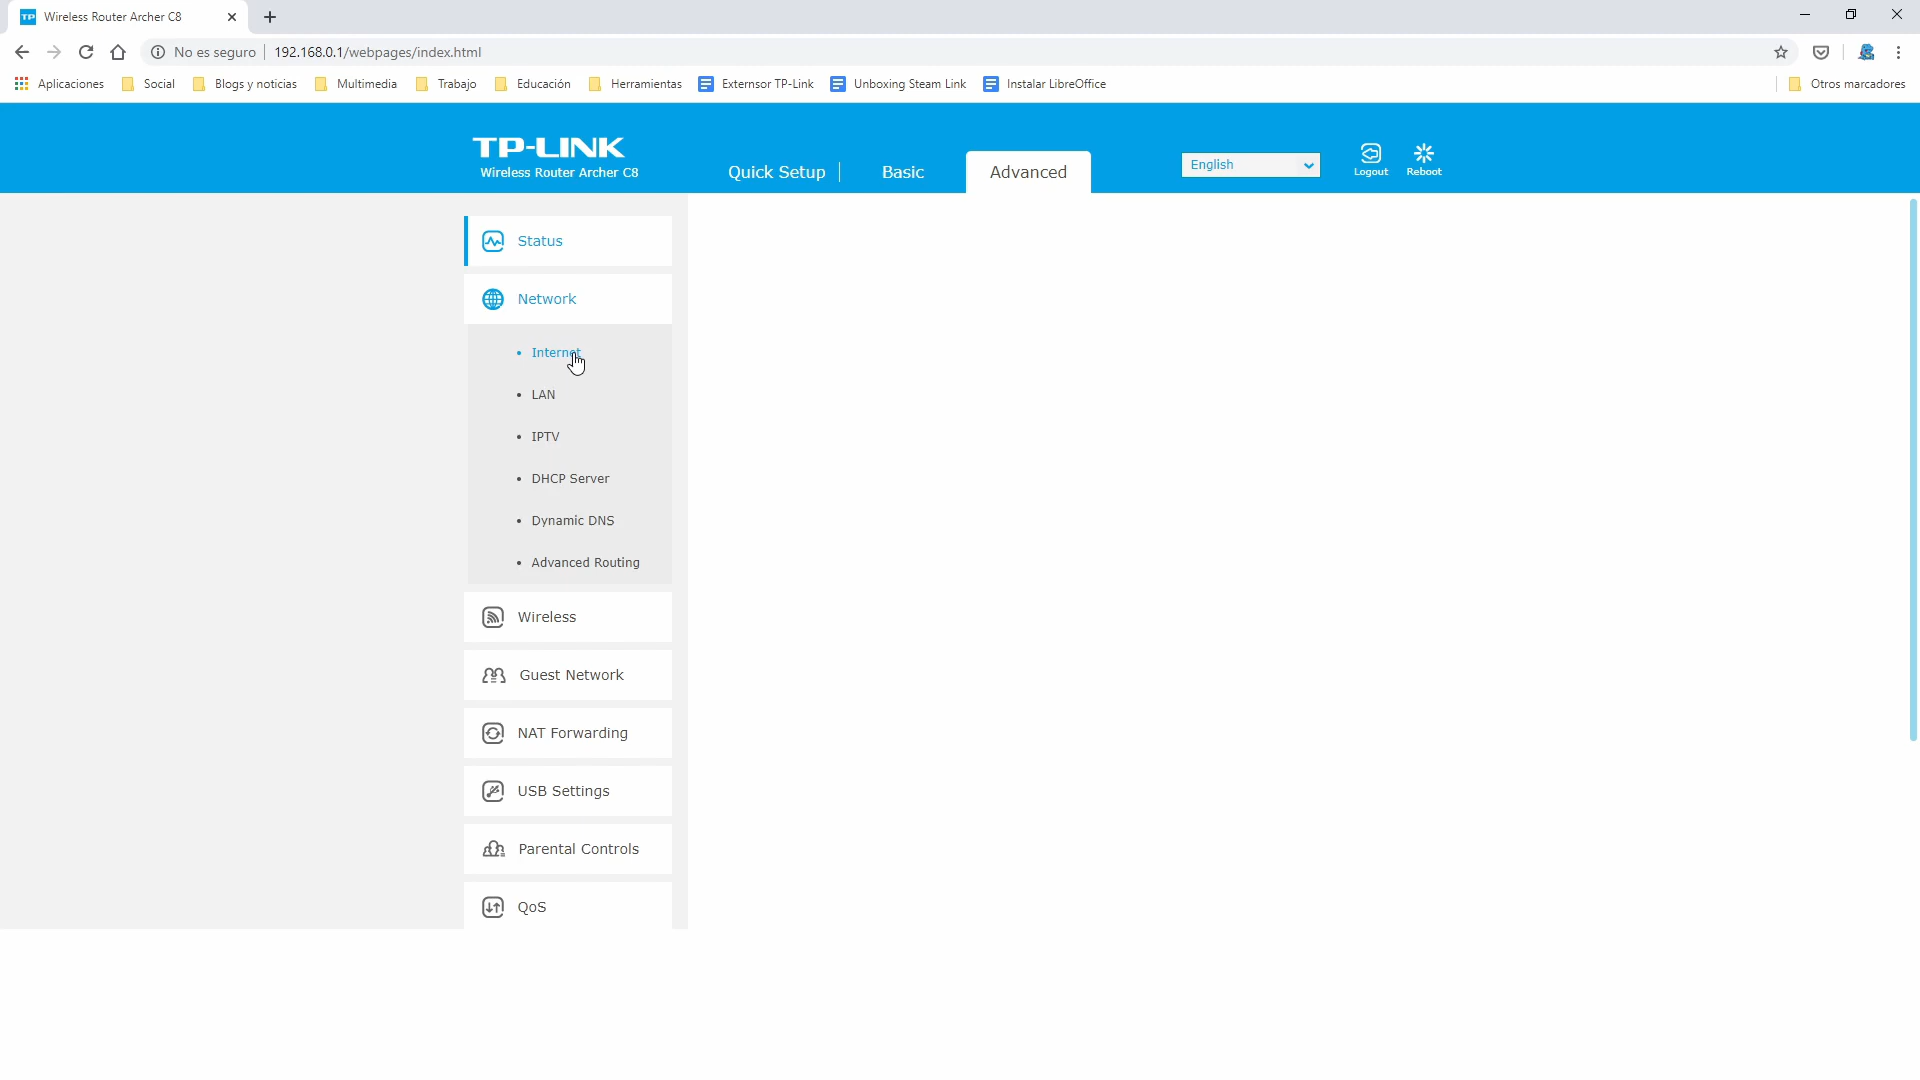 TP Wireless Router Archer C8
No es seguro 192.168.0.1/webpages/index.html
Aplicaciones Social Blogs y noticias Multimedia Trabajo Educación Herramientas Externsor TP-Link Unboxing Steam Link Instalar LibreOffice Otros marcadores
TP-LINK
Wireless Router Archer C8
Quick Setup Basic Advanced
English
Logout Reboot
Status
Network
Internet
LAN
IPTV
DHCP Server
Dynamic DNS
Advanced Routing
Wireless
Guest Network
NAT Forwarding
USB Settings
Parental Controls
QoS